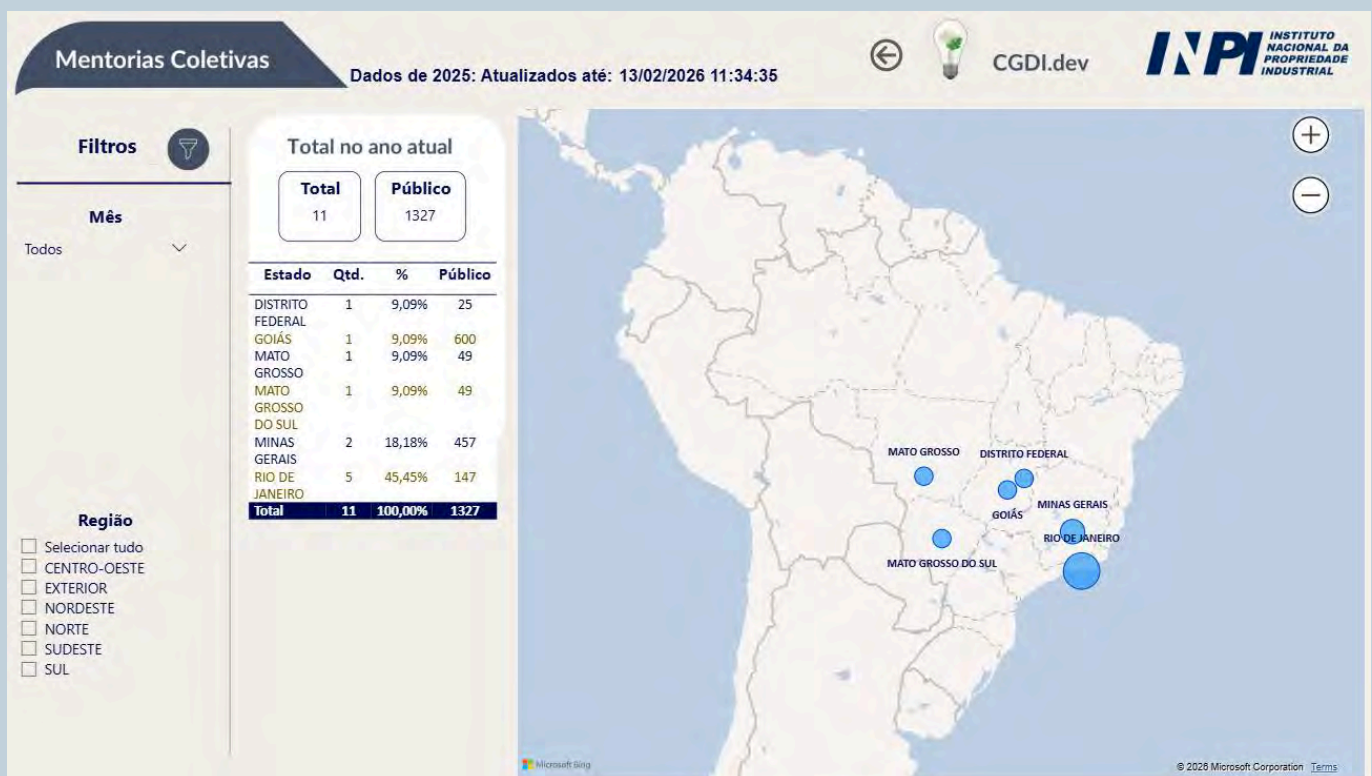 Mentorias Coletivas
Dados de 2025: Atualizados até: 13/02/2026 11:34:35
CGDI.dev
INPI
INSTITUTO
NACIONAL DA
PROPRIEDADE
INDUSTRIAL
Filtros
Mês
Todos
Região
Selecionar tudo
CENTRO-OESTE
EXTERIOR
NORDESTE
NORTE
SUDESTE
SUL
Total no ano atual
Total
11
Público
1327
Estado Qtd. % Público
DISTRITO 1 9,09% 25
FEDERAL
GOIÁS 1 9,09% 600
MATO 1 9,09% 49
GROSSO
MATO 1 9,09% 49
GROSSO
DO SUL
MINAS 2 18,18% 457
GERAIS
RIO DE 5 45,45% 147
JANEIRO
Total 11 100,00% 1327
MATO GROSSO
DISTRITO FEDERAL
GOIÁS
MINAS GERAIS
RIO DE JANEIRO
MATO GROSSO DO SUL
Microsoft Bing
© 2026 Microsoft Corporation Terms